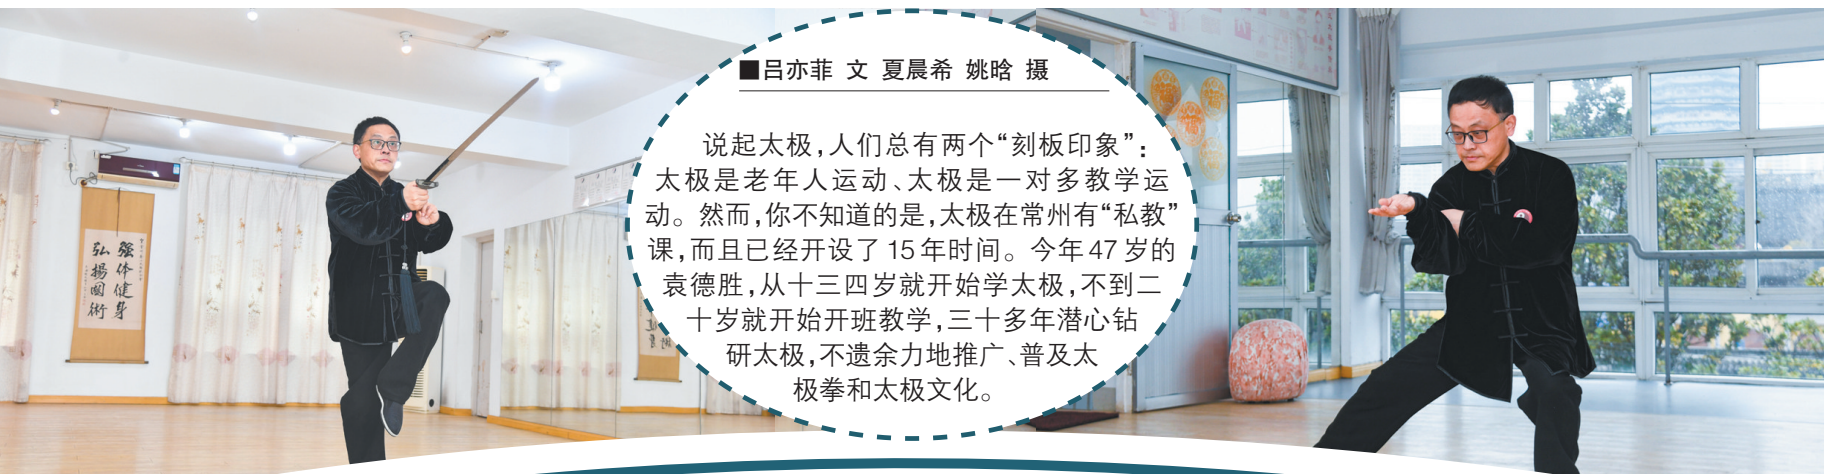 ■吕亦菲 文 夏晨希 姚晗 摄
说起太极,人们总有两个“刻板印象”:
太极是老年人运动、太极是一对多教学运
动。然而,你不知道的是,太极在常州有“私教”
课,而且已经开设了15年时间。今年47岁的
袁德胜,从十三四岁就开始学太极,不到二
十岁就开始开班教学,三十多年潜心钻
研太极,不遗余力地推广、普及太
极拳和太极文化。
強体健身
弘揚國術